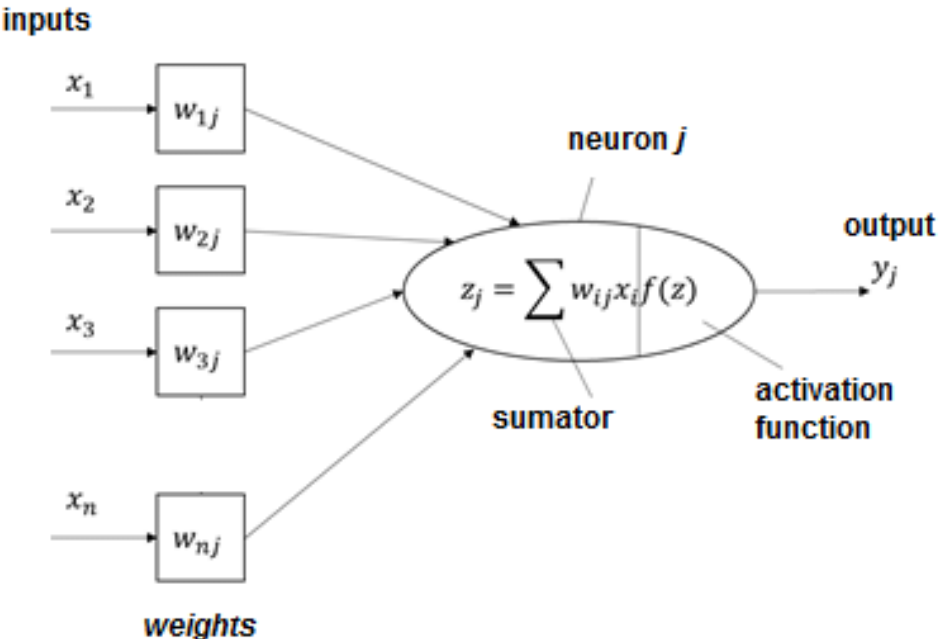 inputs
x₁
w₁ⱼ
neuron j
x₂
w₂ⱼ
output
yⱼ
zⱼ = ∑ wᵢⱼxᵢ f(z)
x₃
w₃ⱼ
activation
function
sumator
xₙ
wₙⱼ
weights